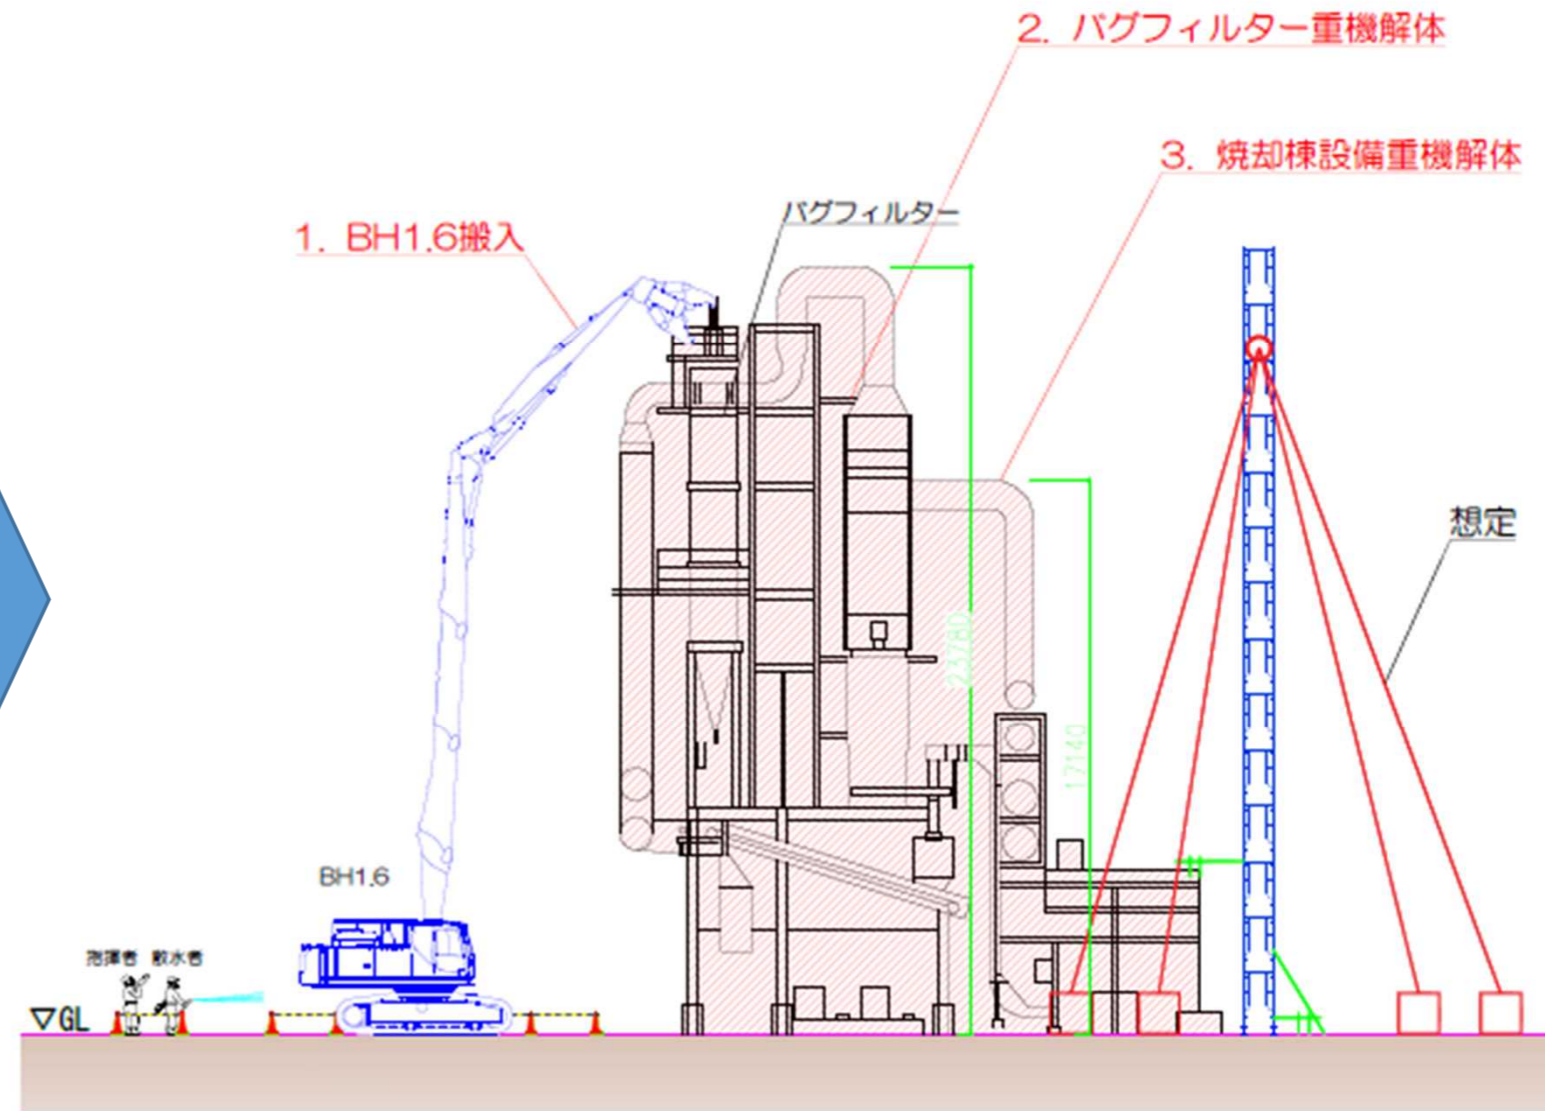 2. バグフィルター重機解体
3. 焼却棟設備重機解体
バグフィルター
1. BH1.6搬入
想定
23780
17140
BH1.6
指揮者 散水者
▽GL